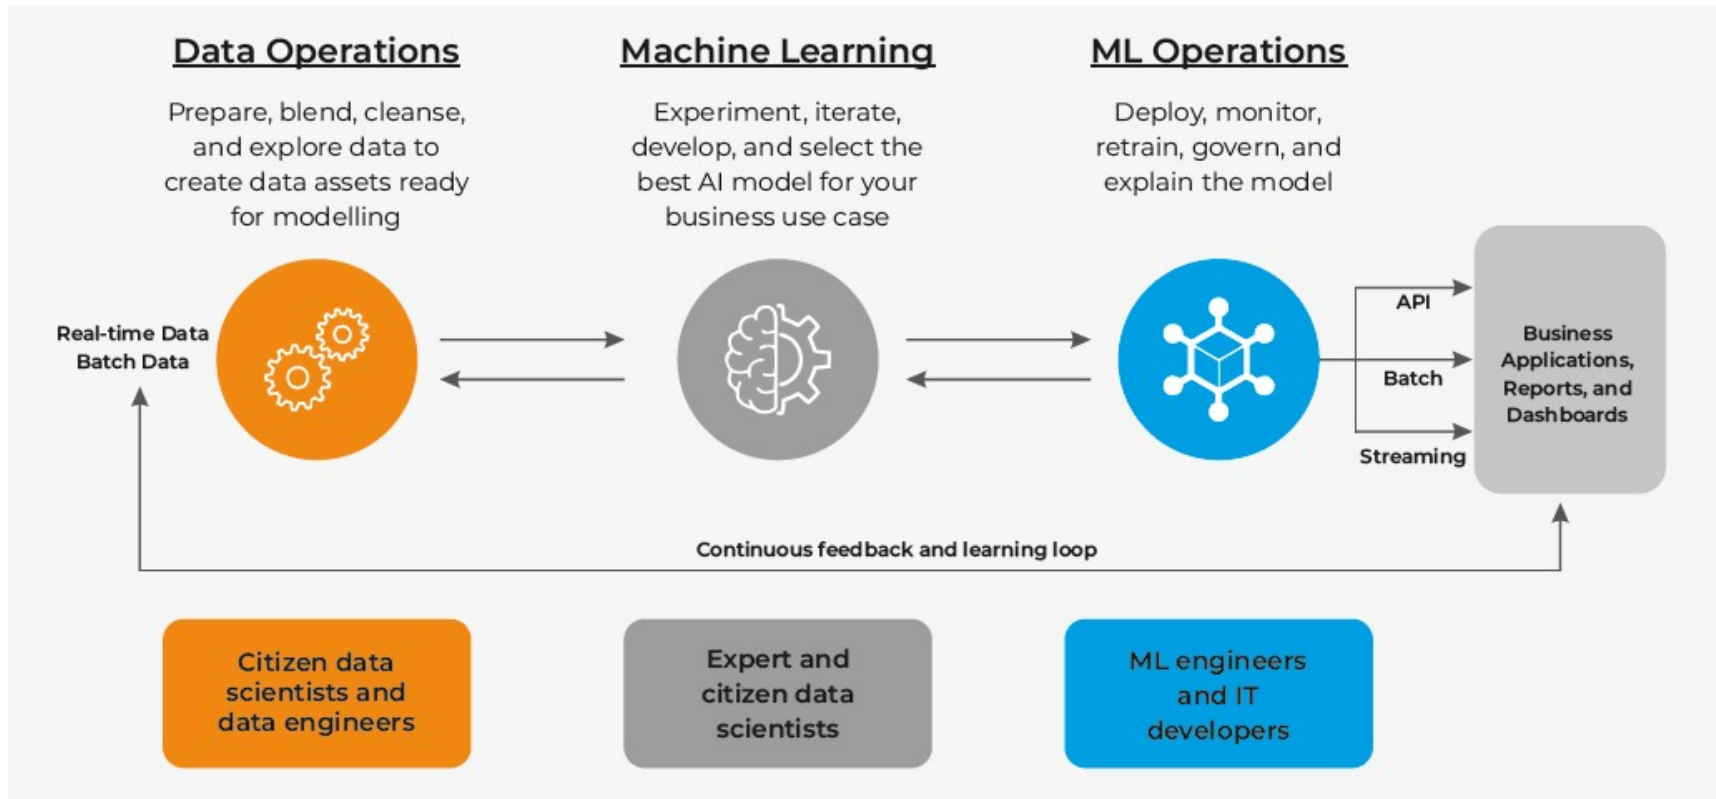 Data Operations
Prepare, blend, cleanse,
and explore data to
create data assets ready
for modelling
Machine Learning
Experiment, iterate,
develop, and select the
best AI model for your
business use case
ML Operations
Deploy, monitor,
retrain, govern, and
explain the model
Real-time Data
Batch Data
API
Batch
Streaming
Business
Applications,
Reports, and
Dashboards
Continuous feedback and learning loop
Citizen data
scientists and
data engineers
Expert and
citizen data
scientists
ML engineers
and IT
developers